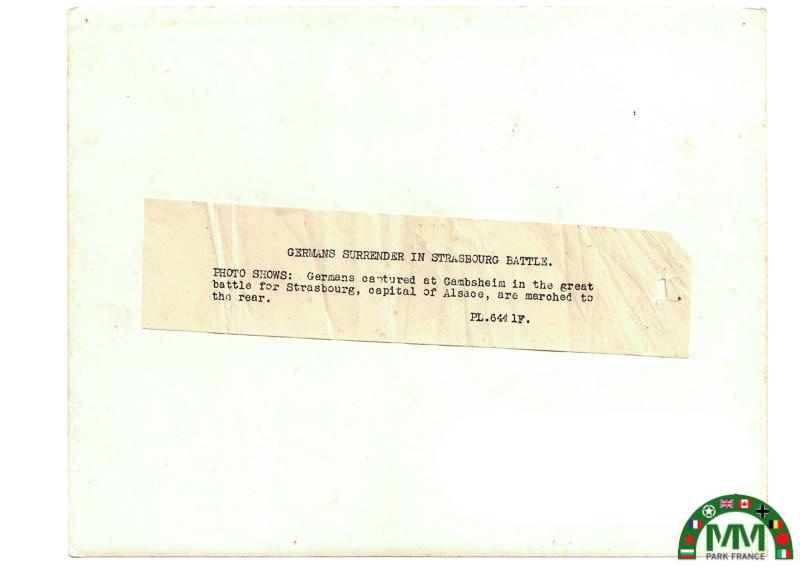 GERMANS SURRENDER IN STRASBOURG BATTLE.
PHOTO SHOWS: Germans captured at Gambsheim in the great
battle for Strasbourg, capital of Alsace, are marched to
the rear.
PL.6441F.
MM
PARK FRANCE